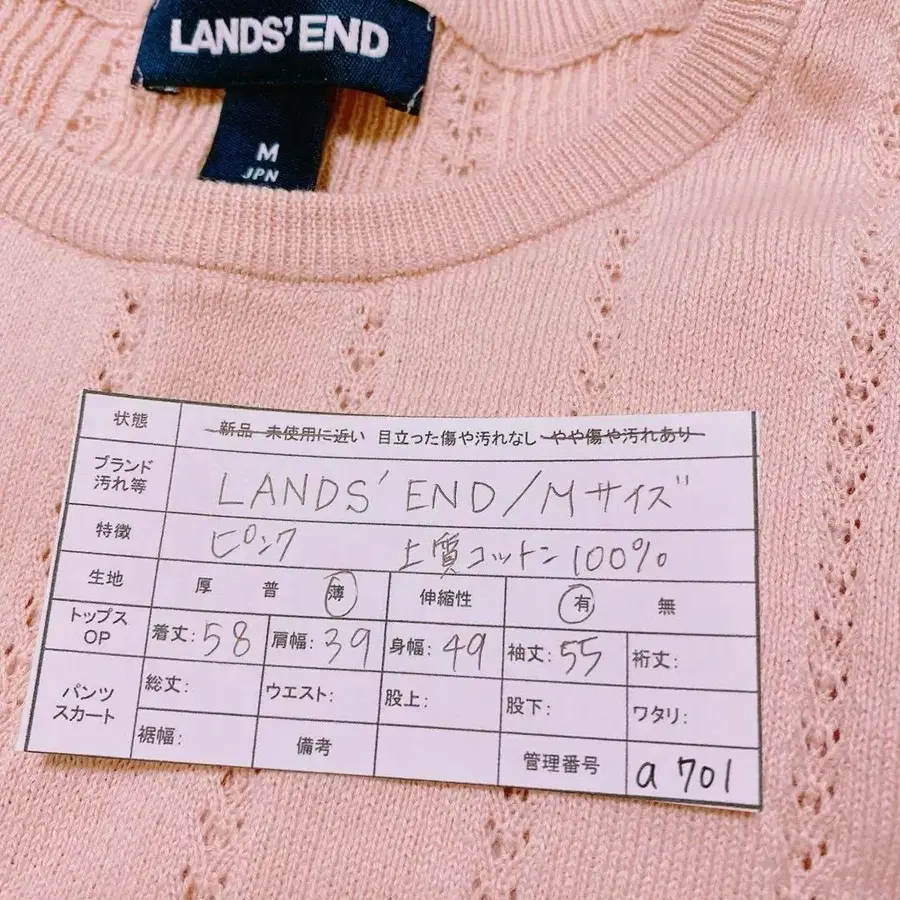 LANDS' END
M
JPN
状態 新品 未使用に近い 目立った傷や汚れなし やや傷や汚れあり
ブランド 汚れ等 LANDS' END/Mサイズ
特徴 ピンク 上質コットン100%
生地 厚 普 薄 伸縮性 有 無
トップス OP 着丈:58 肩幅:39 身幅:49 袖丈:55 裄丈:
パンツ スカート 総丈: ウエスト: 股上: 股下: ワタリ:
裾幅: 備考 管理番号 a 701